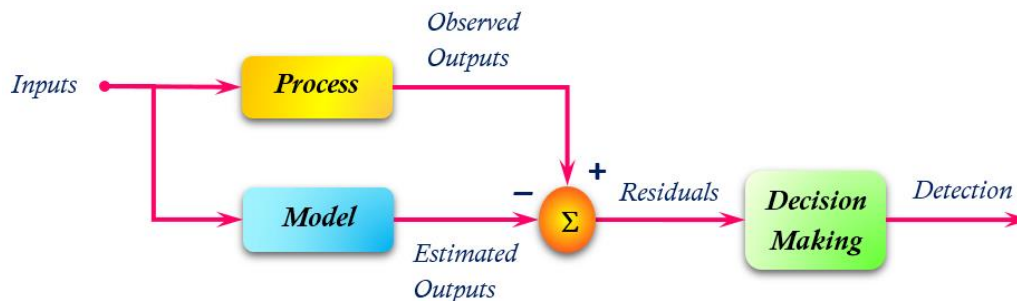 Observed
Outputs
Inputs
Process
− +
Residuals
Decision
Making
Detection
Model
Σ
Estimated
Outputs